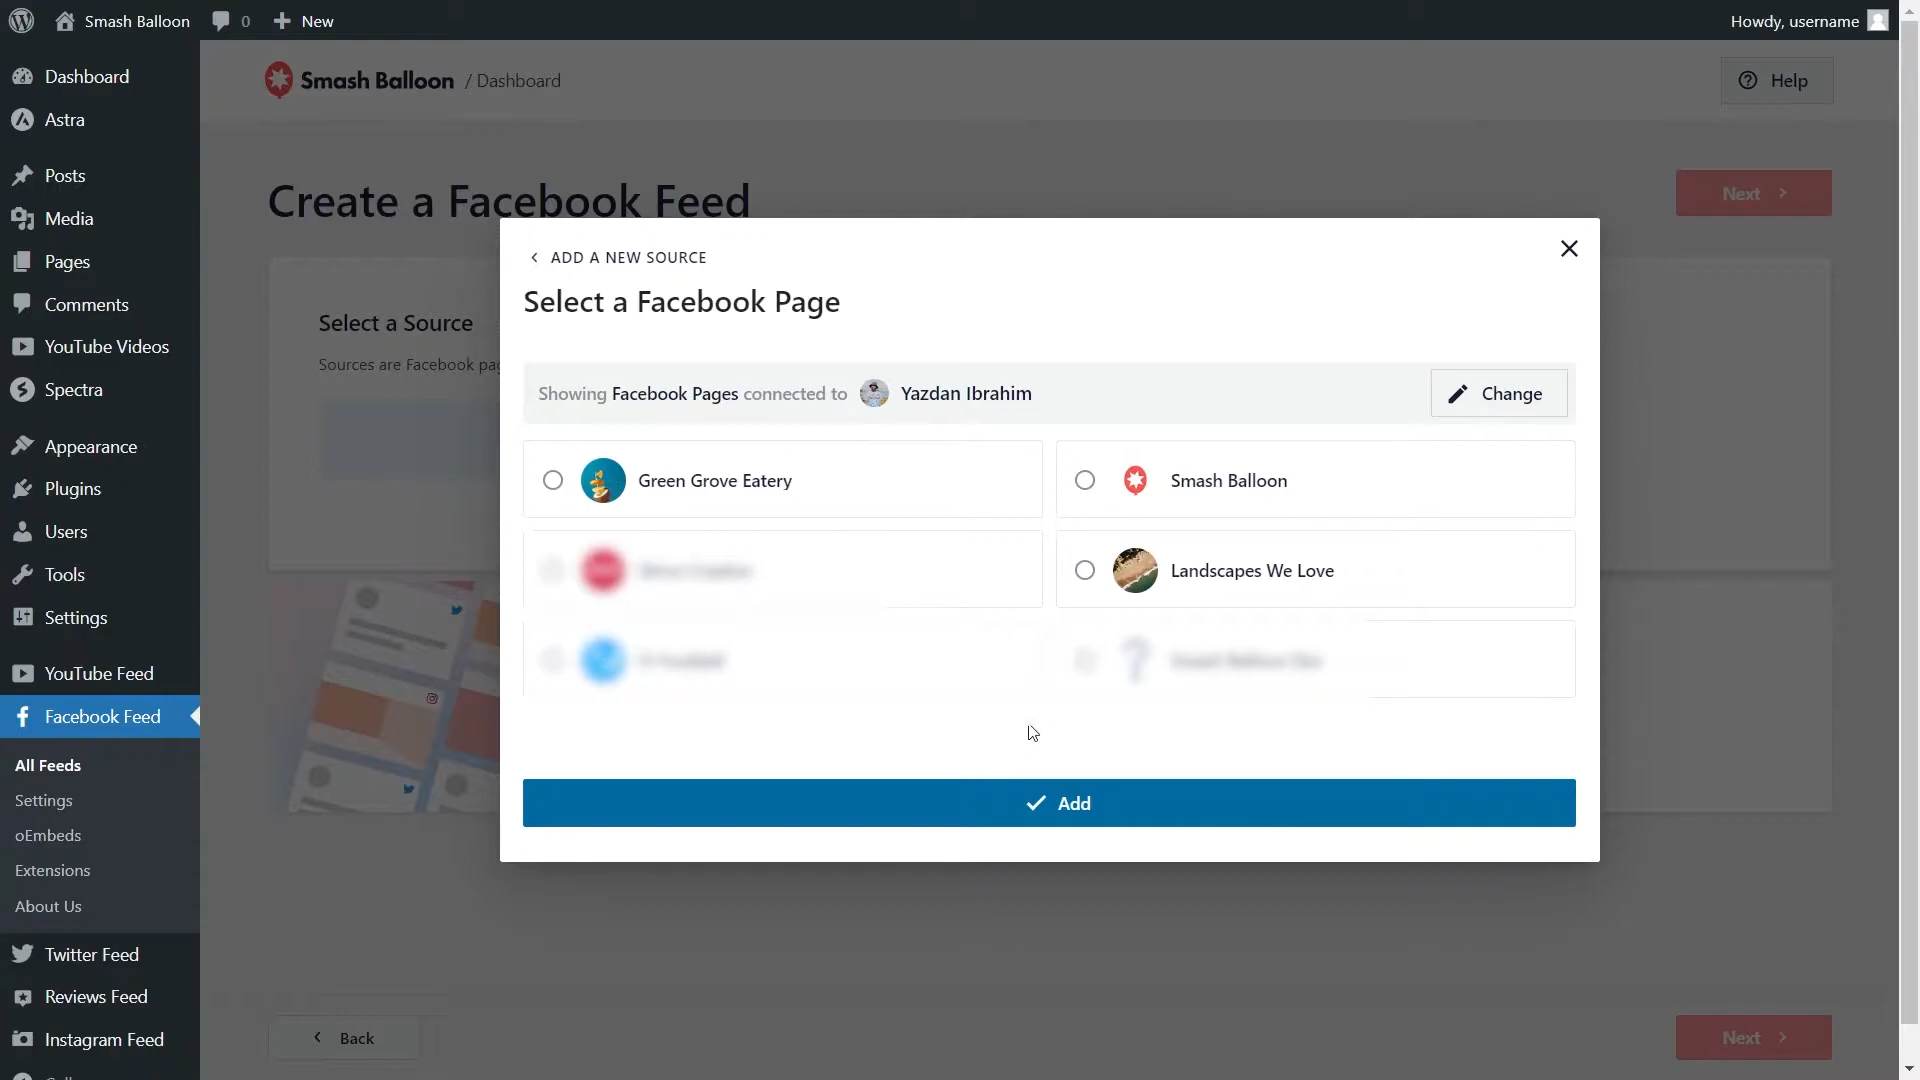 Smash Balloon 0 New Howdy, username
Dashboard
Astra
Posts
Media
Pages
Comments
YouTube Videos
Spectra
Appearance
Plugins
Users
Tools
Settings
YouTube Feed
Facebook Feed
All Feeds
Settings
oEmbeds
Extensions
About Us
Twitter Feed
Reviews Feed
Instagram Feed
Smash Balloon / Dashboard
Help
Create a Facebook Feed
Next
Select a Source
Sources are Facebook
ADD A NEW SOURCE
Select a Facebook Page
Showing Facebook Pages connected to Yazdan Ibrahim
Change
Green Grove Eatery
Smash Balloon
Landscapes We Love
Add
Back
Next